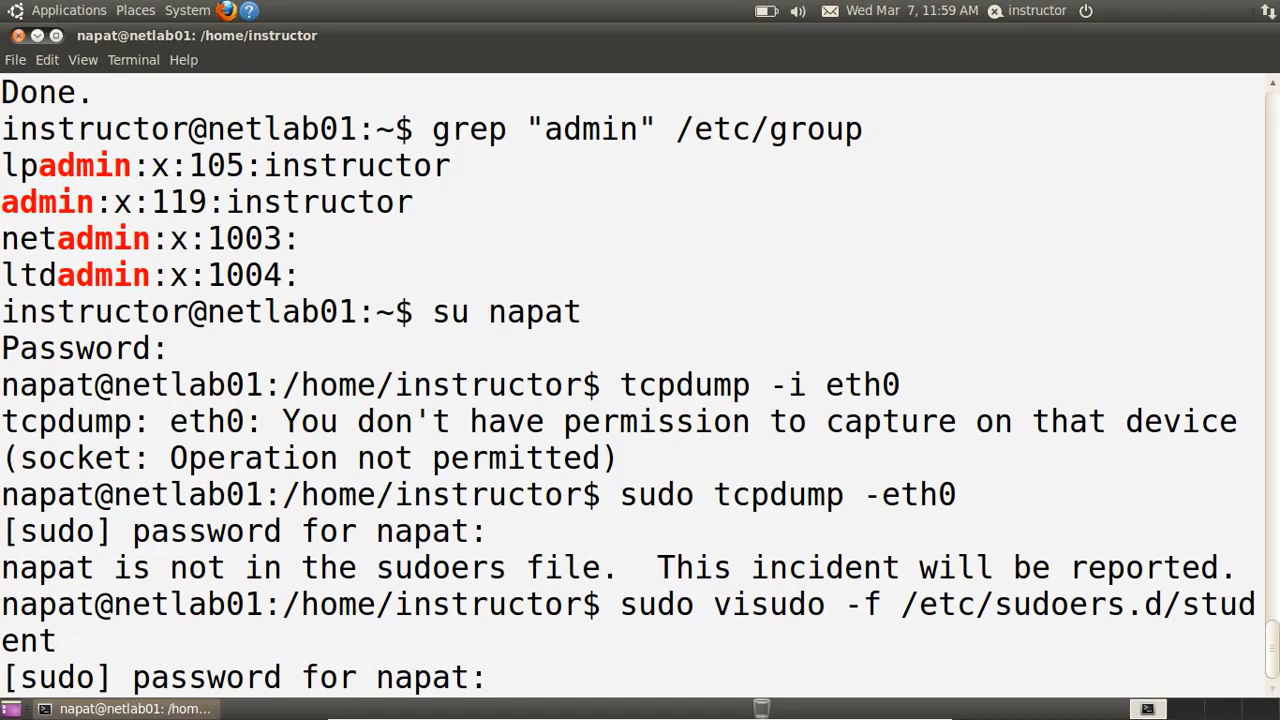 Applications Places System Wed Mar 7, 11:59 AM instructor
napat@netlab01: /home/instructor
File Edit View Terminal Help
Done.
instructor@netlab01:~$ grep "admin" /etc/group
lpadmin:x:105:instructor
admin:x:119:instructor
netadmin:x:1003:
ltdadmin:x:1004:
instructor@netlab01:~$ su napat
Password:
napat@netlab01:/home/instructor$ tcpdump -i eth0
tcpdump: eth0: You don't have permission to capture on that device
(socket: Operation not permitted)
napat@netlab01:/home/instructor$ sudo tcpdump -eth0
[sudo] password for napat:
napat is not in the sudoers file.  This incident will be reported.
napat@netlab01:/home/instructor$ sudo visudo -f /etc/sudoers.d/stud
ent
[sudo] password for napat:
napat@netlab01: /hom...